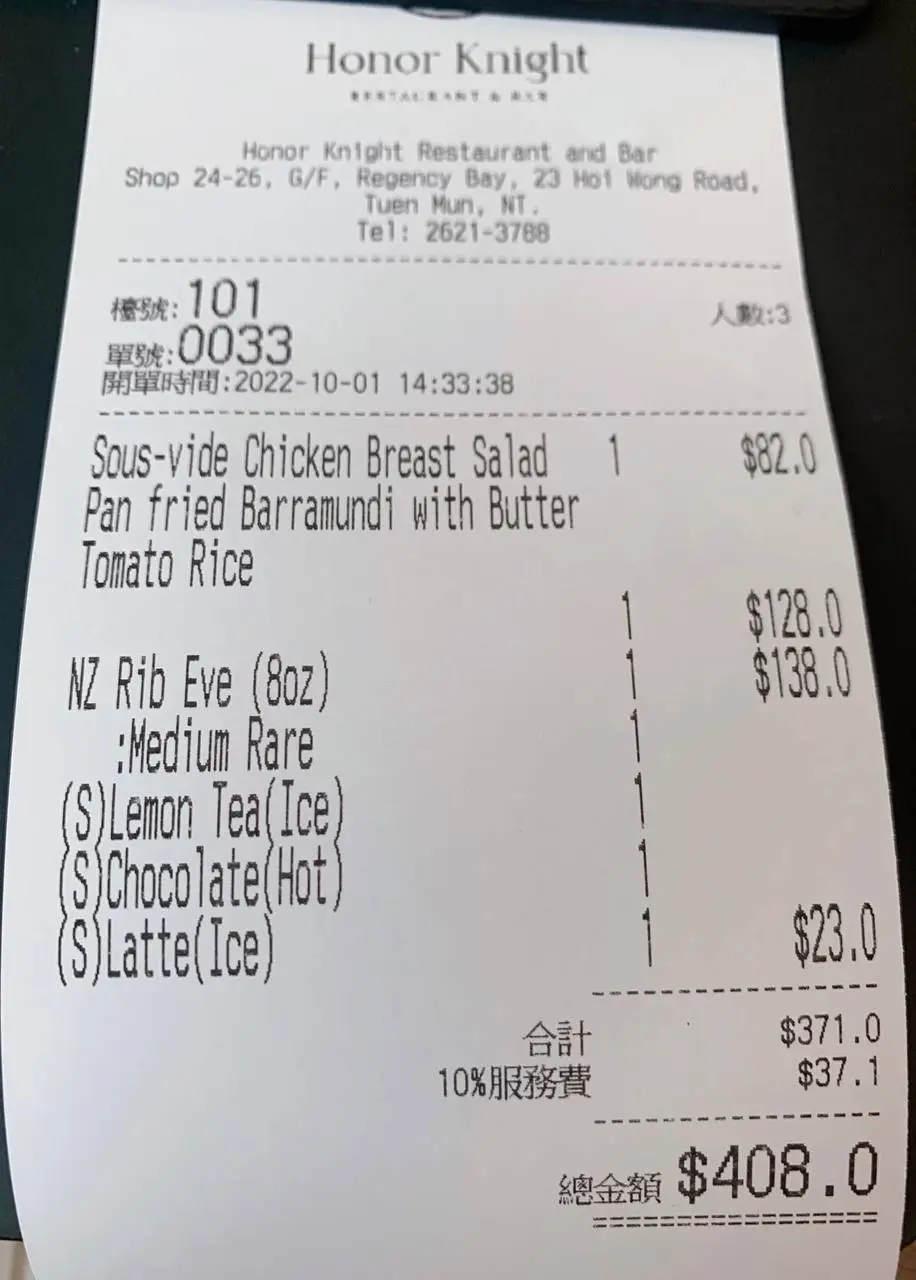 Honor Knight
RESTAURANT & BAR
Honor Knight Restaurant and Bar
Shop 24-26, G/F, Regency Bay, 23 Hoi Wong Road,
Tuen Mun, NT.
Tel: 2621-3788
檯號:101 人數:3
單號:0033
開單時間:2022-10-01 14:33:38
Sous-vide Chicken Breast Salad 1 $82.0
Pan fried Barramundi with Butter
Tomato Rice
1 $128.0
NZ Rib Eye (8oz) 1 $138.0
:Medium Rare 1
(S)Lemon Tea(Ice) 1
(S)Chocolate(Hot) 1
(S)Latte(Ice) 1 $23.0
合計 $371.0
10%服務費 $37.1
總金額 $408.0